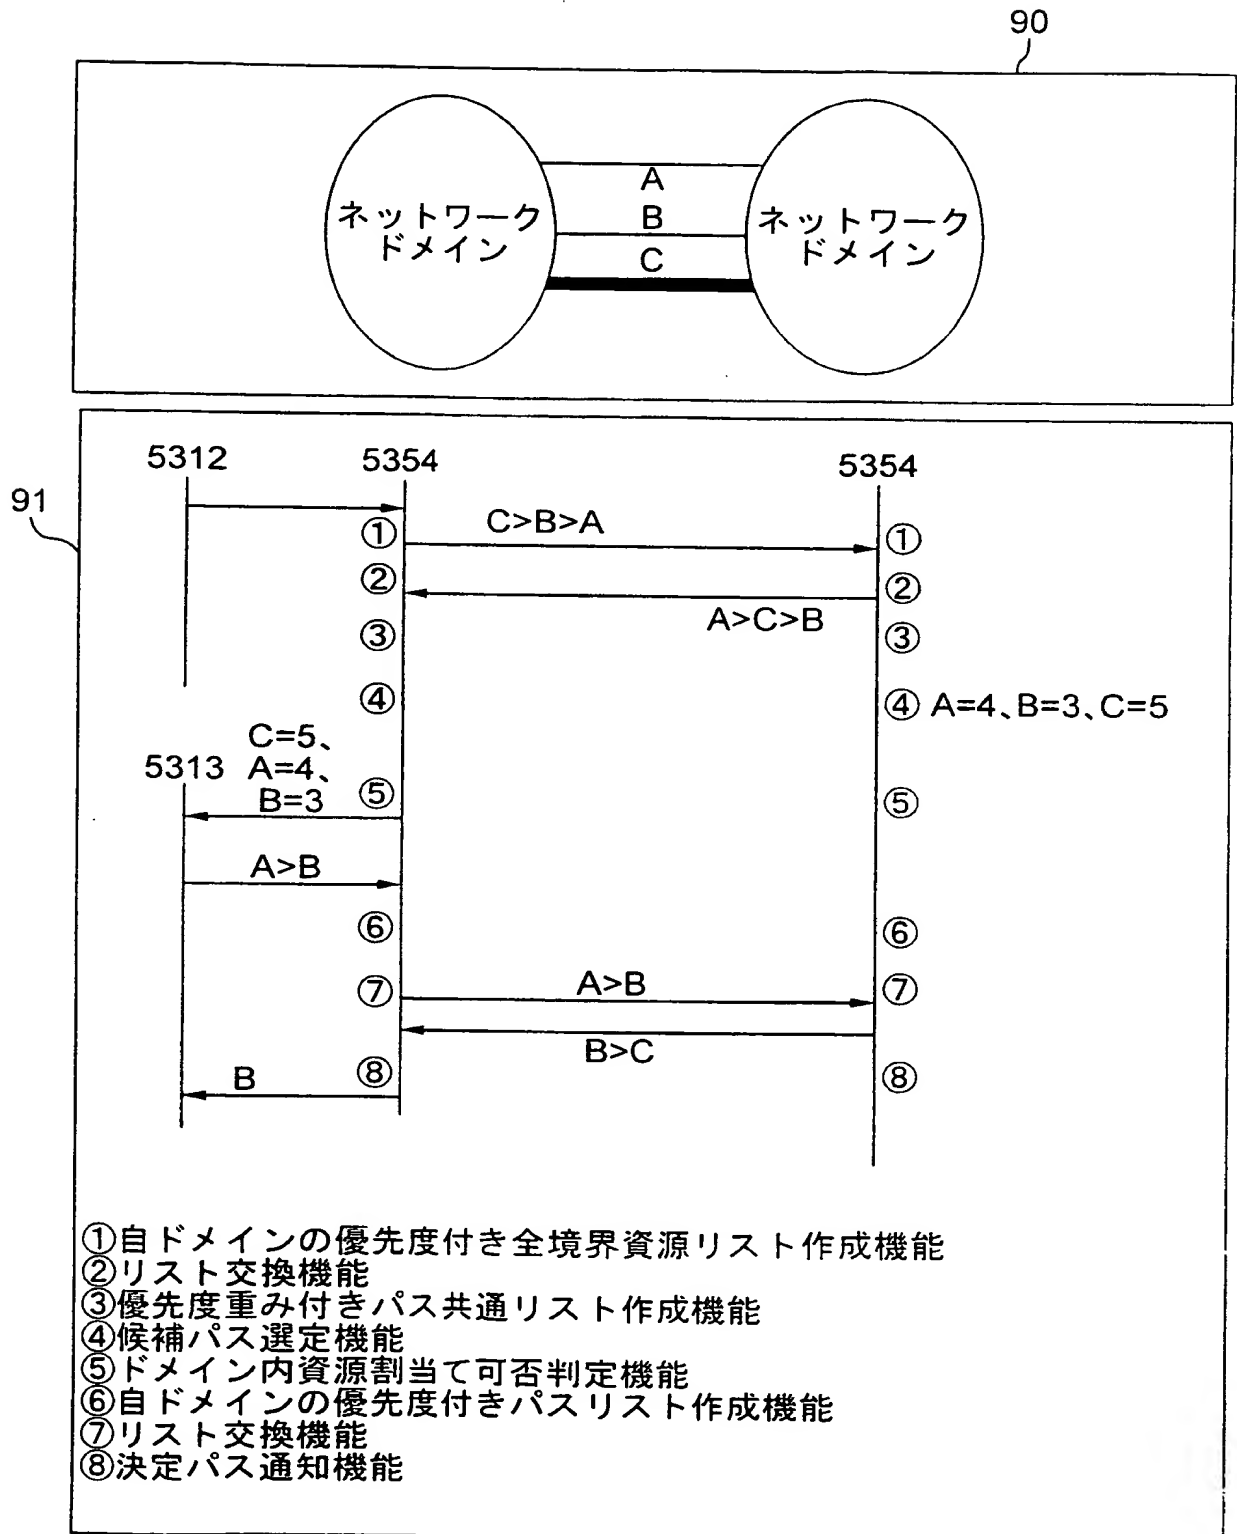 90
A
ネットワーク
ドメイン
B
ネットワーク
ドメイン
C
91
5312
5354
5354
①
C>B>A
①
②
②
A>C>B
③
③
④
④ A=4、B=3、C=5
C=5、
5313
A=4、
B=3
⑤
⑤
A>B
⑥
⑥
⑦
A>B
⑦
B>C
B
⑧
⑧
①自ドメインの優先度付き全境界資源リスト作成機能
②リスト交換機能
③優先度重み付きパス共通リスト作成機能
④候補パス選定機能
⑤ドメイン内資源割当て可否判定機能
⑥自ドメインの優先度付きパスリスト作成機能
⑦リスト交換機能
⑧決定パス通知機能